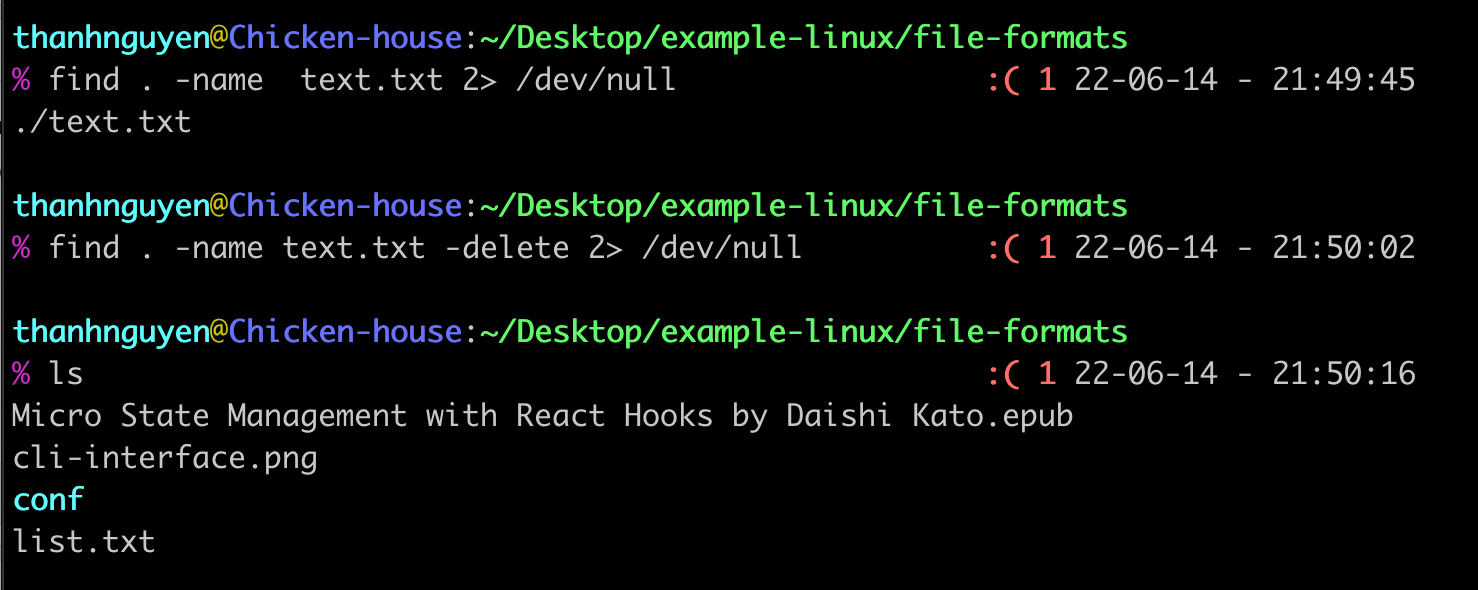 thanhnguyen@Chicken-house:~/Desktop/example-linux/file-formats
% find . -name  text.txt 2> /dev/null :( 1 22-06-14 - 21:49:45
./text.txt
thanhnguyen@Chicken-house:~/Desktop/example-linux/file-formats
% find . -name text.txt -delete 2> /dev/null :( 1 22-06-14 - 21:50:02
thanhnguyen@Chicken-house:~/Desktop/example-linux/file-formats
% ls :( 1 22-06-14 - 21:50:16
Micro State Management with React Hooks by Daishi Kato.epub
cli-interface.png
conf
list.txt